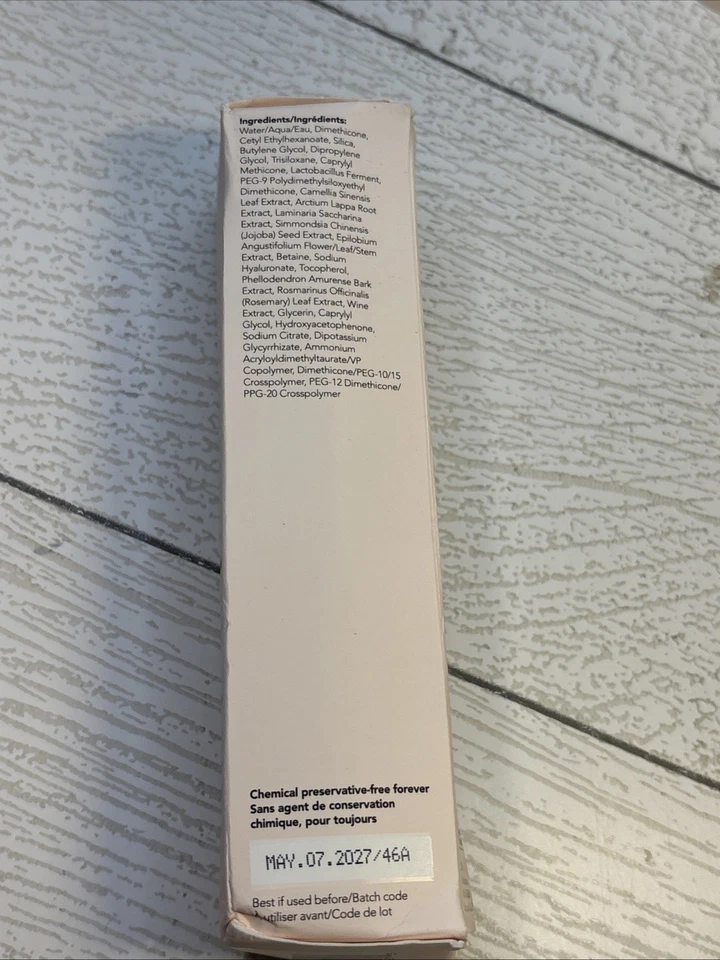 Ingredients/Ingrédients:
Water/Aqua/Eau, Dimethicone,
Cetyl Ethylhexanoate, Silica,
Butylene Glycol, Dipropylene
Glycol, Trisiloxane, Caprylyl
Methicone, Lactobacillus Ferment,
PEG-9 Polydimethylsiloxyethyl
Dimethicone, Camellia Sinensis
Leaf Extract, Arctium Lappa Root
Extract, Laminaria Saccharina
Extract, Simmondsia Chinensis
(Jojoba) Seed Extract, Epilobium
Angustifolium Flower/Leaf/Stem
Extract, Betaine, Sodium
Hyaluronate, Tocopherol,
Phellodendron Amurense Bark
Extract, Rosmarinus Officinalis
(Rosemary) Leaf Extract, Wine
Extract, Glycerin, Caprylyl
Glycol, Hydroxyacetophenone,
Sodium Citrate, Dipotassium
Glycyrrhizate, Ammonium
Acryloyldimethyltaurate/VP
Copolymer, Dimethicone/PEG-10/15
Crosspolymer, PEG-12 Dimethicone/
PPG-20 Crosspolymer
Chemical preservative-free forever
Sans agent de conservation
chimique, pour toujours
MAY.07.2027/46A
Best if used before/Batch code
À utiliser avant/Code de lot